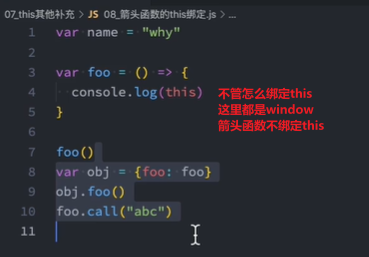 07_this其他补充 > JS 08_箭头函数的this绑定.js > ...
1 var name = "why"
2
3 var foo = () => {
4 console.log(this)
不管怎么绑定this
5 }
这里都是window
箭头函数不绑定this
6
7 foo()
8 var obj = {foo: foo}
9 obj.foo()
10 foo.call("abc")
11